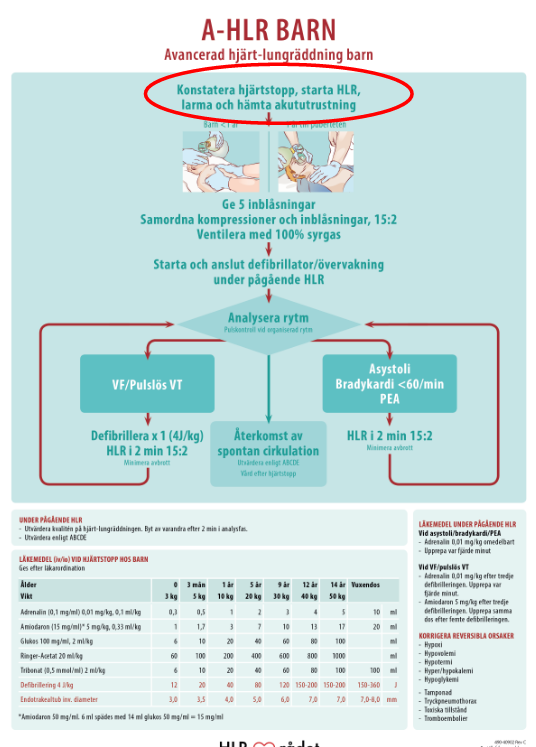 A-HLR BARN
Avancerad hjärt-lungräddning barn
Konstatera hjärtstopp, starta HLR,
larma och hämta akututrustning
Barn <1 år
puberteten
Ge 5 inblåsningar
Samordna kompressioner och inblåsningar, 15:2
Ventilera med 100% syrgas
Starta och anslut defibrillator/övervakning
under pågående HLR
Analysera rytm
Pulskontroll vid organiserad rytm
VF/Pulslös VT
Asystoli
Bradykardi <60/min
PEA
Defibrillera x 1 (4J/kg)
HLR i 2 min 15:2
Minimera avbrott
Återkomst av
spontan cirkulation
Utvärdera enligt ABCDE
Vård efter hjärtstopp
HLR i 2 min 15:2
Minimera avbrott
UNDER PÅGÅENDE HLR
- Utvärdera kvalitén på hjärt-lungräddningen. Byt av varandra efter 2 min i analysfas.
- Utvärdera enligt ABCDE
LÄKEMEDEL (iv/io) VID HJÄRTSTOPP HOS BARN
Ges efter läkarordination
Ålder 0 3 mån 1 år 5 år 9 år 12 år 14 år Vuxendos
Vikt 3 kg 5 kg 10 kg 20 kg 30 kg 40 kg 50 kg
Adrenalin (0,1 mg/ml) 0,01 mg/kg, 0,1 ml/kg 0,3 0,5 1 2 3 4 5 10 ml
Amiodaron (15 mg/ml)* 5 mg/kg, 0,33 ml/kg 1 1,7 3 7 10 13 17 20 ml
Glukos 100 mg/ml, 2 ml/kg 6 10 20 40 60 80 100 ml
Ringer-Acetat 20 ml/kg 60 100 200 400 600 800 1000 ml
Tribonat (0,5 mmol/ml) 2 ml/kg 6 10 20 40 60 80 100 100 ml
Defibrillering 4 J/kg 12 20 40 80 120 150-200 150-200 150-360 J
Endotrakealtub inv. diameter 3,0 3,5 4,0 5,0 6,0 7,0 7,0 7,0-8,0 mm
*Amiodaron 50 mg/ml. 6 ml spädes med 14 ml glukos 50 mg/ml = 15 mg/ml
LÄKEMEDEL UNDER PÅGÅENDE HLR
Vid asystoli/bradykardi/PEA
- Adrenalin 0,01 mg/kg omedelbart
- Upprepa var fjärde minut
Vid VF/pulslös VT
- Adrenalin 0,01 mg/kg efter tredje
defibrilleringen. Upprepa var
fjärde minut.
- Amiodaron 5 mg/kg efter tredje
defibrilleringen. Upprepa samma
dos efter femte defibrilleringen.
KORRIGERA REVERSIBLA ORSAKER
- Hypoxi
- Hypovolemi
- Hypotermi
- Hyper/hypokalemi
- Hypoglykemi
- Tamponad
- Tryckpneumothorax
- Toxiska tillstånd
- Tromboembolier
HLR rådet